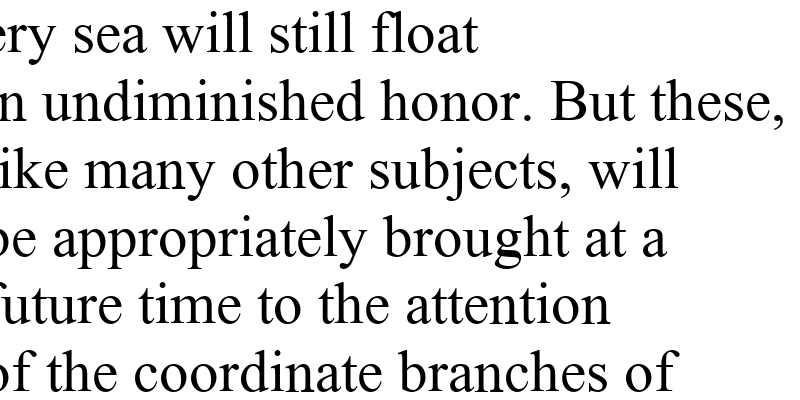 ery sea will still float
n undiminished honor. But these,
ike many other subjects, will
be appropriately brought at a
future time to the attention
of the coordinate branches of